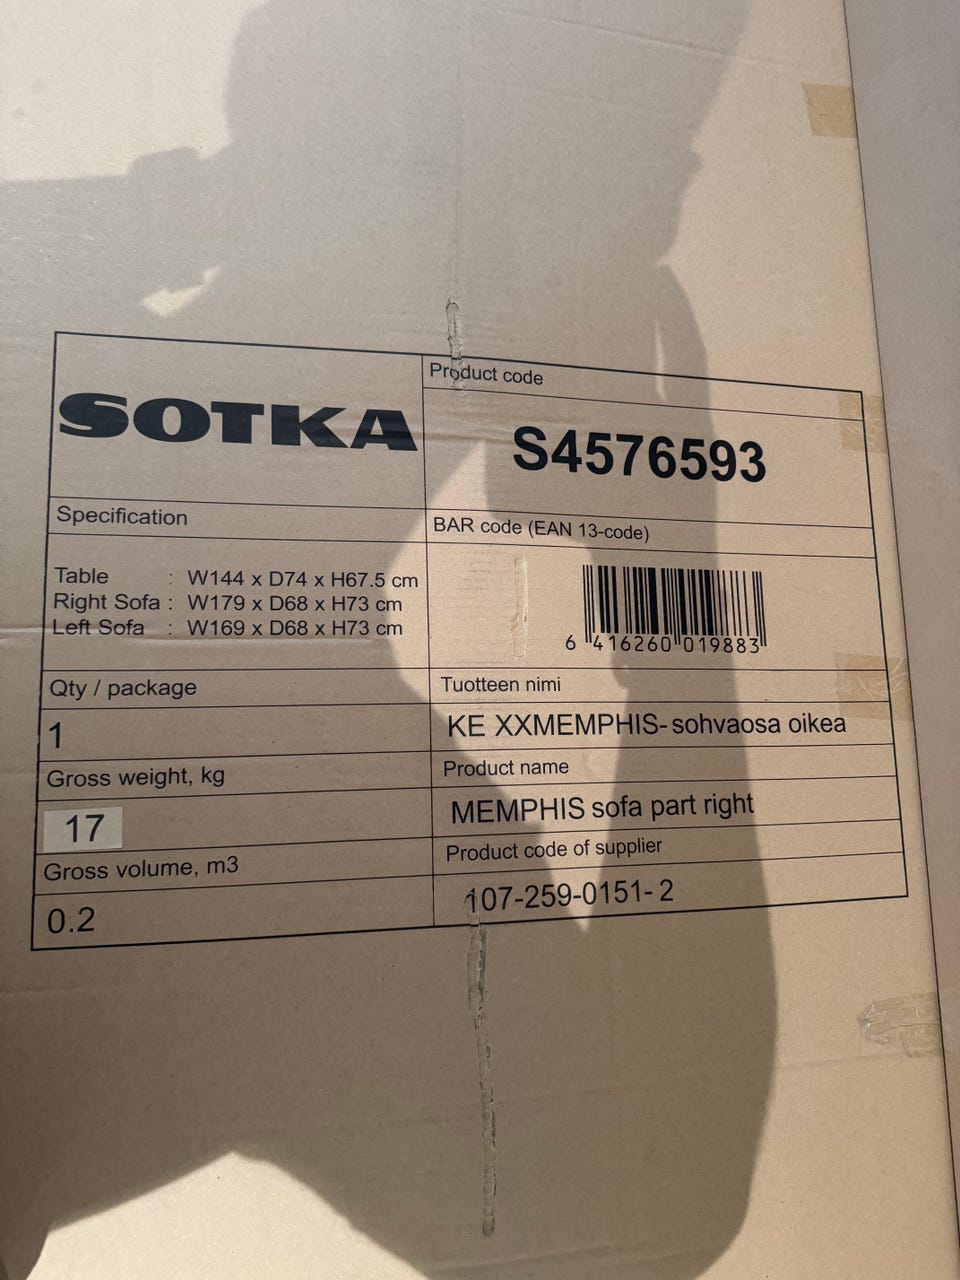 SOTKA
Product code
S4576593
Specification
BAR code (EAN 13-code)
Table : W144 x D74 x H67.5 cm
Right Sofa : W179 x D68 x H73 cm
Left Sofa : W169 x D68 x H73 cm
6 416260 019883
Qty / package
1
Tuotteen nimi
KE XXMEMPHIS- sohvaosa oikea
Gross weight, kg
17
Product name
MEMPHIS sofa part right
Gross volume, m3
0.2
Product code of supplier
107-259-0151- 2